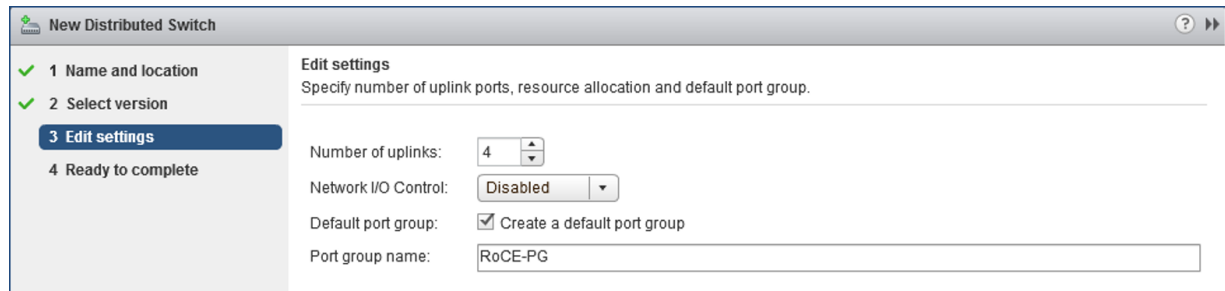 New Distributed Switch
?
1 Name and location
2 Select version
3 Edit settings
4 Ready to complete
Edit settings
Specify number of uplink ports, resource allocation and default port group.
Number of uplinks: 4
Network I/O Control: Disabled
Default port group: Create a default port group
Port group name: RoCE-PG